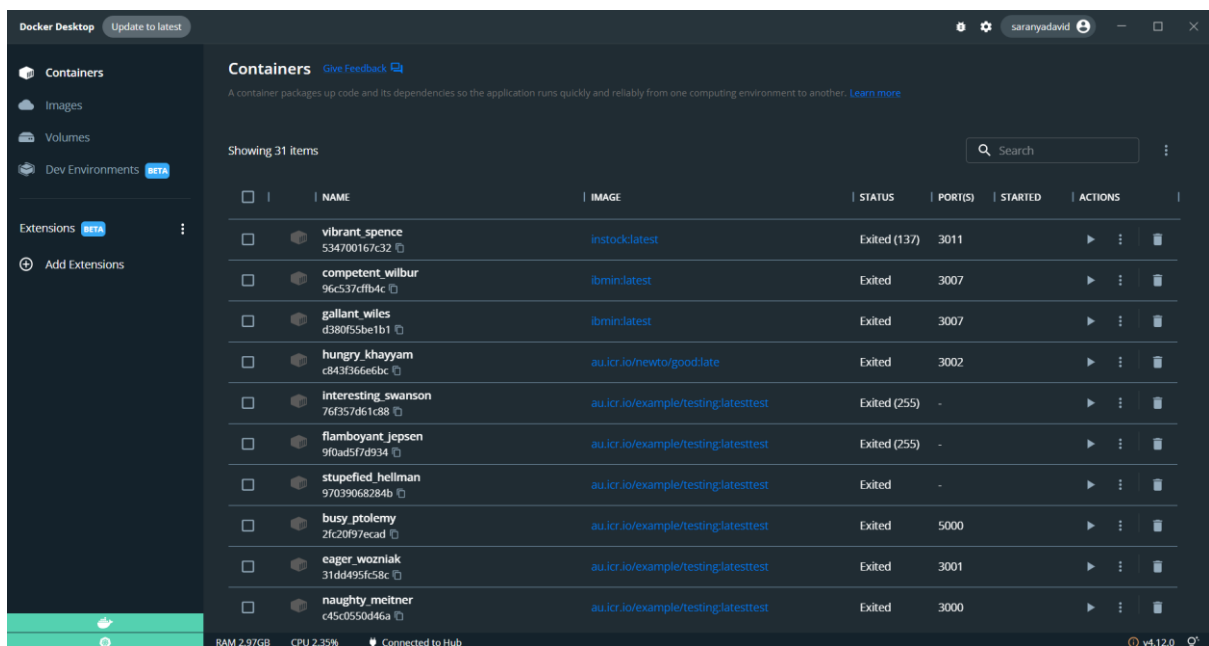 Docker Desktop Update to latest saranyadavid
Containers
Images
Volumes
Dev Environments BETA
Extensions BETA
Add Extensions
Containers Give Feedback
A container packages up code and its dependencies so the application runs quickly and reliably from one computing environment to another. Learn more
Showing 31 items Search
NAME IMAGE STATUS PORT(S) STARTED ACTIONS
vibrant_spence instock:latest Exited (137) 3011
534700167c32
competent_wilbur ibmin:latest Exited 3007
96c537cffb4c
gallant_wiles ibmin:latest Exited 3007
d380f55be1b1
hungry_khayyam au.icr.io/newto/good:late Exited 3002
c843f366e6bc
interesting_swanson au.icr.io/example/testing:latesttest Exited (255) -
76f357d61c88
flamboyant_jepsen au.icr.io/example/testing:latesttest Exited (255) -
9f0ad5f7d934
stupefied_hellman au.icr.io/example/testing:latesttest Exited -
97039068284b
busy_ptolemy au.icr.io/example/testing:latesttest Exited 5000
2fc20f97ecad
eager_wozniak au.icr.io/example/testing:latesttest Exited 3001
31dd495fc58c
naughty_meitner au.icr.io/example/testing:latesttest Exited 3000
c45c0550d46a
RAM 2.97GB CPU 2.35% Connected to Hub v4.12.0